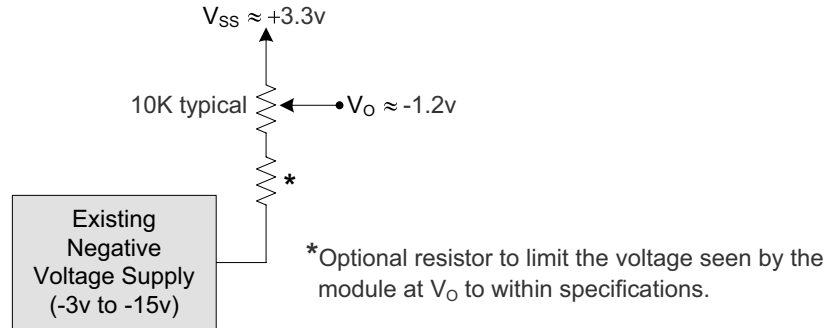 V_SS ≈ +3.3v
10K typical
V_O ≈ -1.2v
*
Existing
Negative
Voltage Supply
(-3v to -15v)
*Optional resistor to limit the voltage seen by the
module at V_O to within specifications.